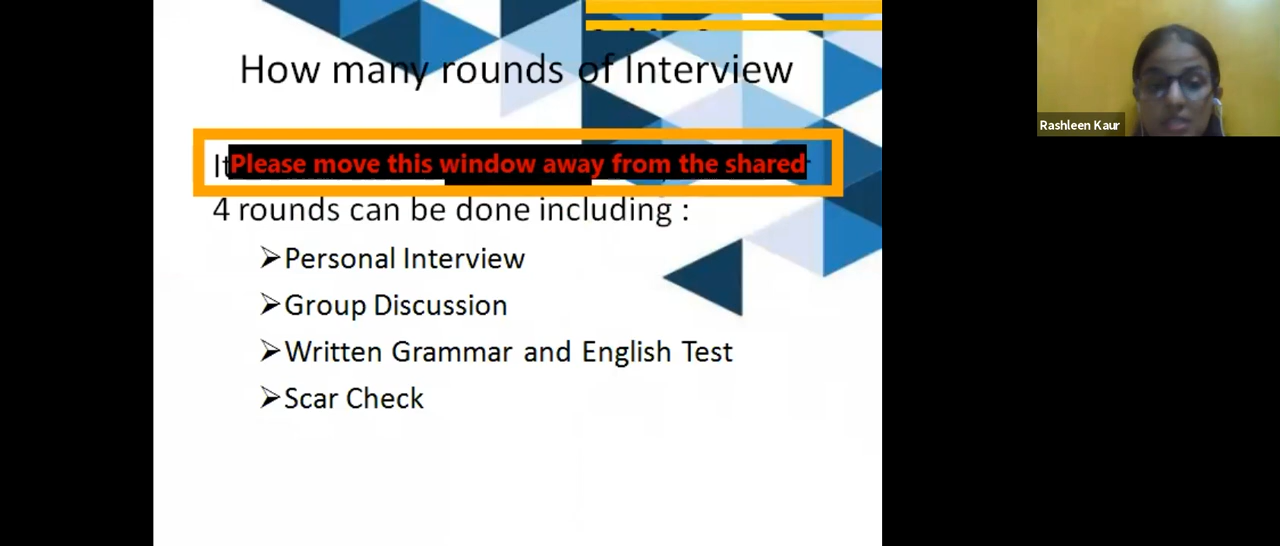 How many rounds of Interview
Please move this window away from the shared
4 rounds can be done including :
➢Personal Interview
➢Group Discussion
➢Written Grammar and English Test
➢Scar Check
Rashleen Kaur